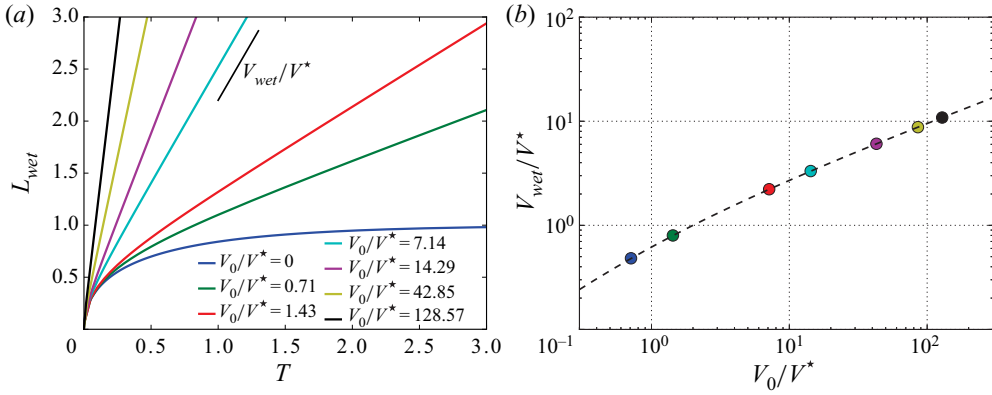 (a)
3.0
2.5
2.0
1.5
1.0
0.5
L_wet
V_wet/V*
V_0/V* = 0
V_0/V* = 0.71
V_0/V* = 1.43
V_0/V* = 7.14
V_0/V* = 14.29
V_0/V* = 42.85
V_0/V* = 128.57
0 0.5 1.0 1.5 2.0 2.5 3.0
T
(b)
10^2
10^1
10^0
10^−1
V_wet/V*
10^0 10^1 10^2
V_0/V*